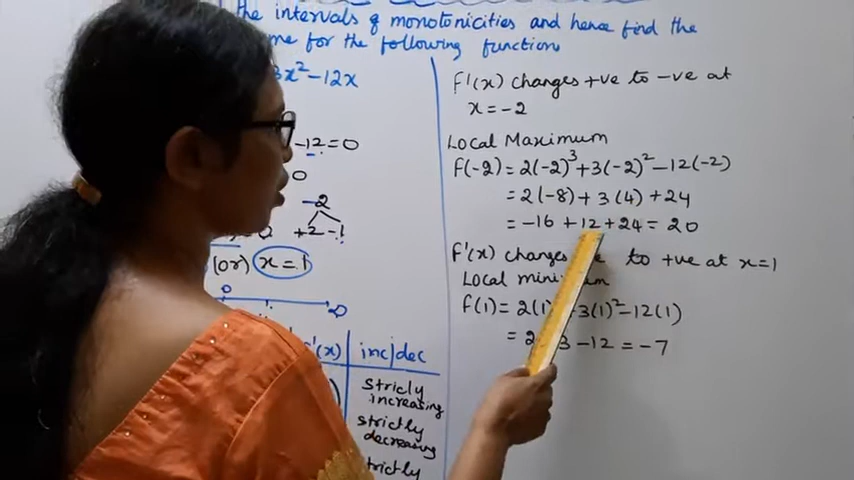 the intervals of monotonicities and hence find the
for the following function
3x²-12x
-12=0
0
-2
+2 -1
(or) x=1
0
∞
f'(x) inc|dec
strictly
increasing
strictly
decreasing
strictly
f'(x) changes +ve to -ve at
x=-2
Local Maximum
f(-2)=2(-2)³+3(-2)²-12(-2)
=2(-8)+3(4)+24
=-16+12+24=20
f'(x) changes to +ve at x=1
Local
f(1)=2(1) +3(1)²-12(1)
=2 3-12=-7